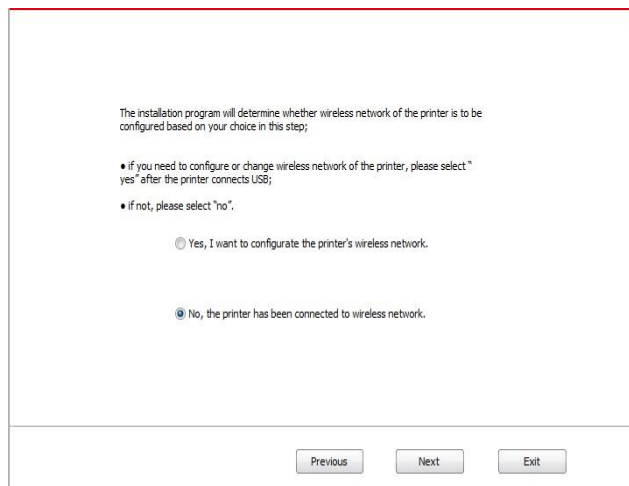 The installation program will determine whether wireless network of the printer is to be
configured based on your choice in this step;
• if you need to configure or change wireless network of the printer, please select “
yes” after the printer connects USB;
• if not, please select “no”.
Yes, I want to configurate the printer's wireless network.
No, the printer has been connected to wireless network.
Previous Next Exit